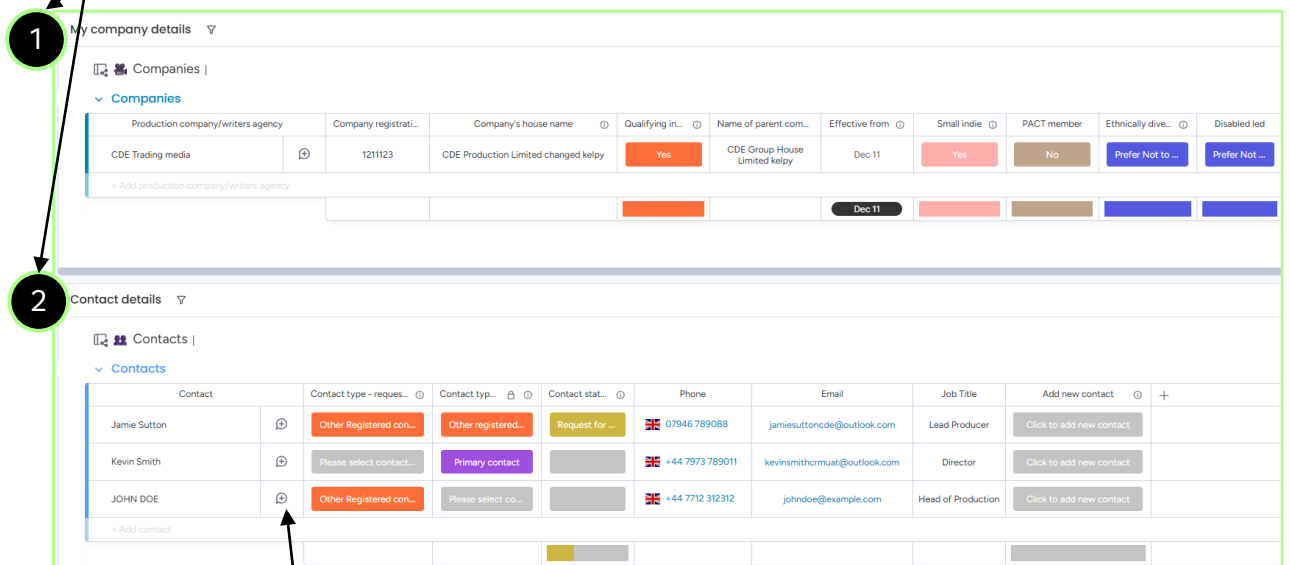 1
My company details
Companies |
Companies
Production company/writers agency Company registrati... Company's house name Qualifying in... Name of parent com... Effective from Small indie PACT member Ethnically dive... Disabled led
CDE Trading media 1211123 CDE Production Limited changed kelpy Yes CDE Group House Limited kelpy Dec 11 Yes No Prefer Not to ... Prefer Not ...
+ Add production company/writers agency
Dec 11
2
Contact details
Contacts |
Contacts
Contact Contact type - reques... Contact typ... Contact stat... Phone Email Job Title Add new contact +
Jamie Sutton Other Registered con... Other registered... Request for ... 07946 789088 jamiesuttoncde@outlook.com Lead Producer Click to add new contact
Kevin Smith Please select contact... Primary contact +44 7973 789011 kevinsmithcrmuat@outlook.com Director Click to add new contact
JOHN DOE Other Registered con... Please select co... +44 7712 312312 johndoe@example.com Head of Production Click to add new contact
+ Add contact